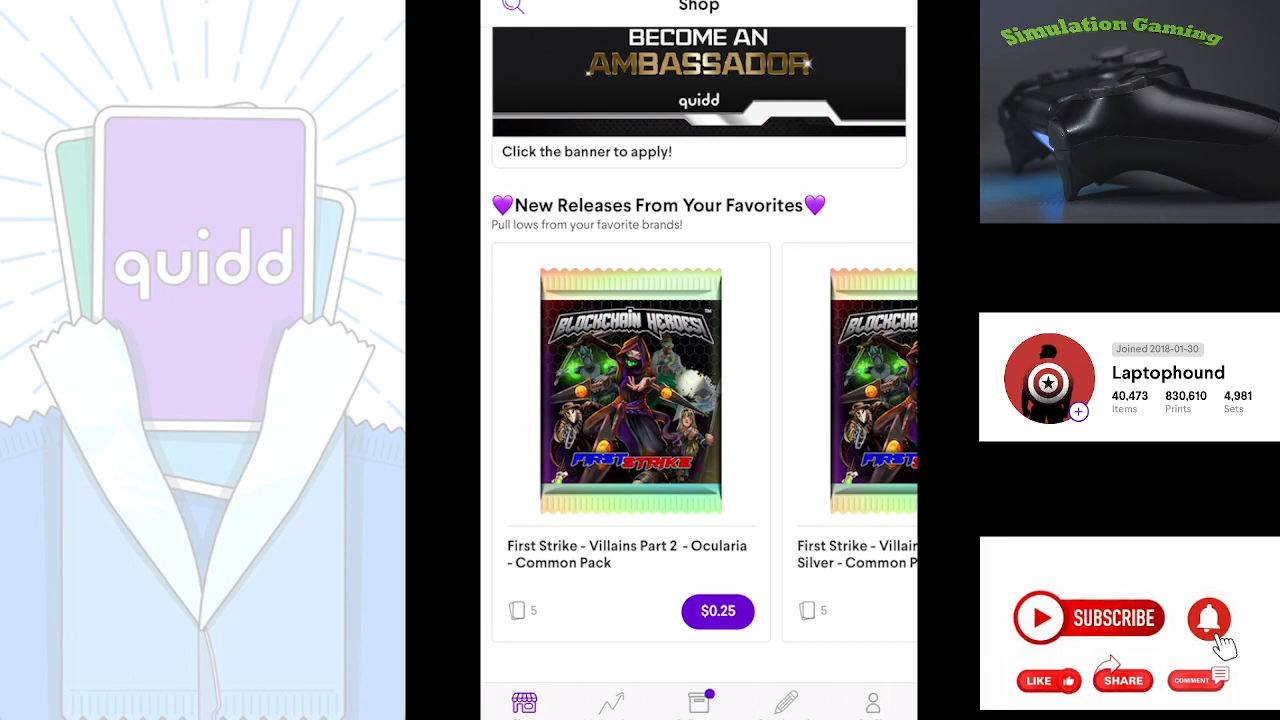 quidd
Shop
BECOME AN
AMBASSADOR
quidd
Click the banner to apply!
💜New Releases From Your Favorites💜
Pull lows from your favorite brands!
BLOCKCHAIN HEROES! ™
FIRST STRIKE
First Strike - Villains Part 2 - Ocularia
- Common Pack
5
$0.25
BLOCKCHAIN
FIRST
First Strike - Villain
Silver - Common P
5
Simulation Gaming
Joined 2018-01-30
Laptophound
40,473 830,610 4,981
Items Prints Sets
SUBSCRIBE
LIKE SHARE COMMENT